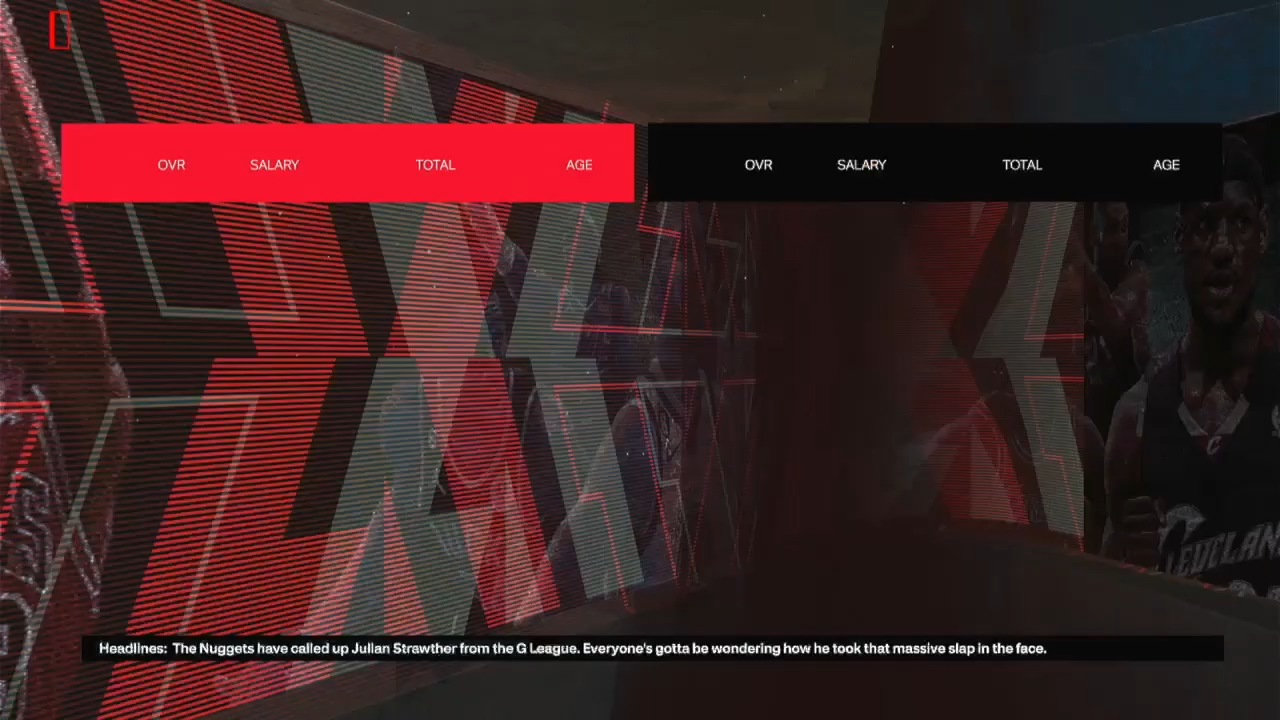 OVR SALARY TOTAL AGE OVR SALARY TOTAL AGE
CLEVELAN
Headlines: The Nuggets have called up Julian Strawther from the G League. Everyone's gotta be wondering how he took that massive slap in the face.